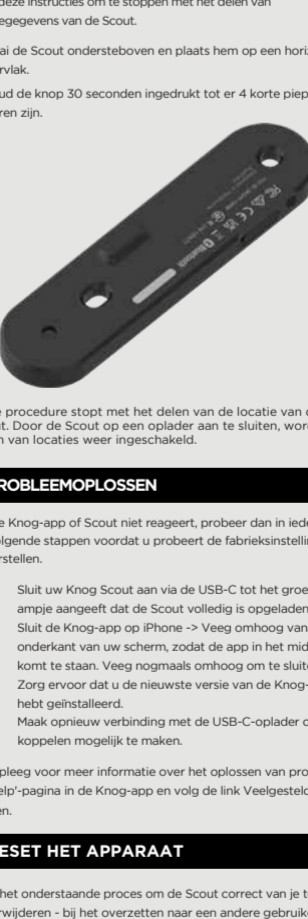 deze instructies om te stoppen met het delen van
egegevens van de Scout.
ai de Scout ondersteboven en plaats hem op een hori
rvlak.
ud de knop 30 seconden ingedrukt tot er 4 korte piep
ren zijn.
Bluetooth
e procedure stopt met het delen van de locatie van d
t. Door de Scout op een oplader aan te sluiten, wor
n van locaties weer ingeschakeld.
ROBLEEMOPLOSSEN
e Knog-app of Scout niet reageert, probeer dan in iede
olgende stappen voordat u probeert de fabrieksinstelli
rstellen.
Sluit uw Knog Scout aan via de USB-C tot het groe
ampje aangeeft dat de Scout volledig is opgeladen
Sluit de Knog-app op iPhone -> Veeg omhoog van
onderkant van uw scherm, zodat de app in het mid
komt te staan. Veeg nogmaals omhoog om te sluite
Zorg ervoor dat u de nieuwste versie van de Knog-
hebt geïnstalleerd.
Maak opnieuw verbinding met de USB-C-oplader o
koppelen mogelijk te maken.
pleeg voor meer informatie over het oplossen van pro
elp'-pagina in de Knog-app en volg de link Veelgesteld
en.
ESET HET APPARAAT
het onderstaande proces om de Scout correct van je t
rwijderen - bij het overzetten naar een andere gebruike